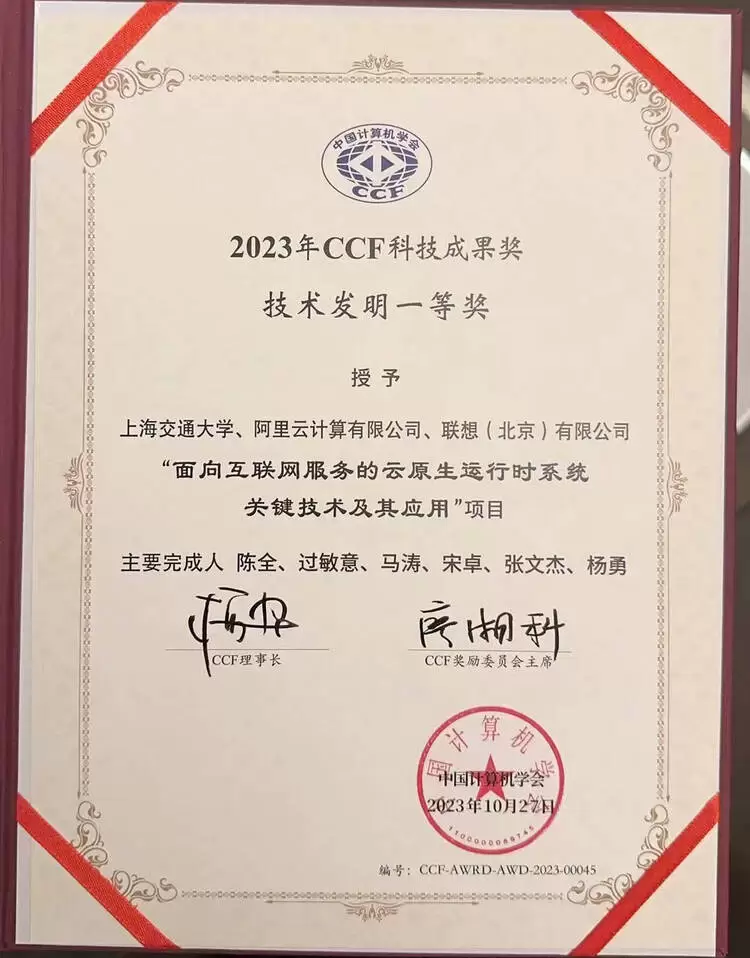 中国计算机学会
CCF
2023年CCF科技成果奖
技术发明一等奖
授予
上海交通大学、阿里云计算有限公司、联想（北京）有限公司
“面向互联网服务的云原生运行时系统
关键技术及其应用”项目
主要完成人 陈全、过敏意、马涛、宋卓、张文杰、杨勇
CCF理事长
CCF奖励委员会主席
中国计算机学会
中国计算机学会
2023年10月27日
编号：CCF-AWRD-AWD-2023-00045